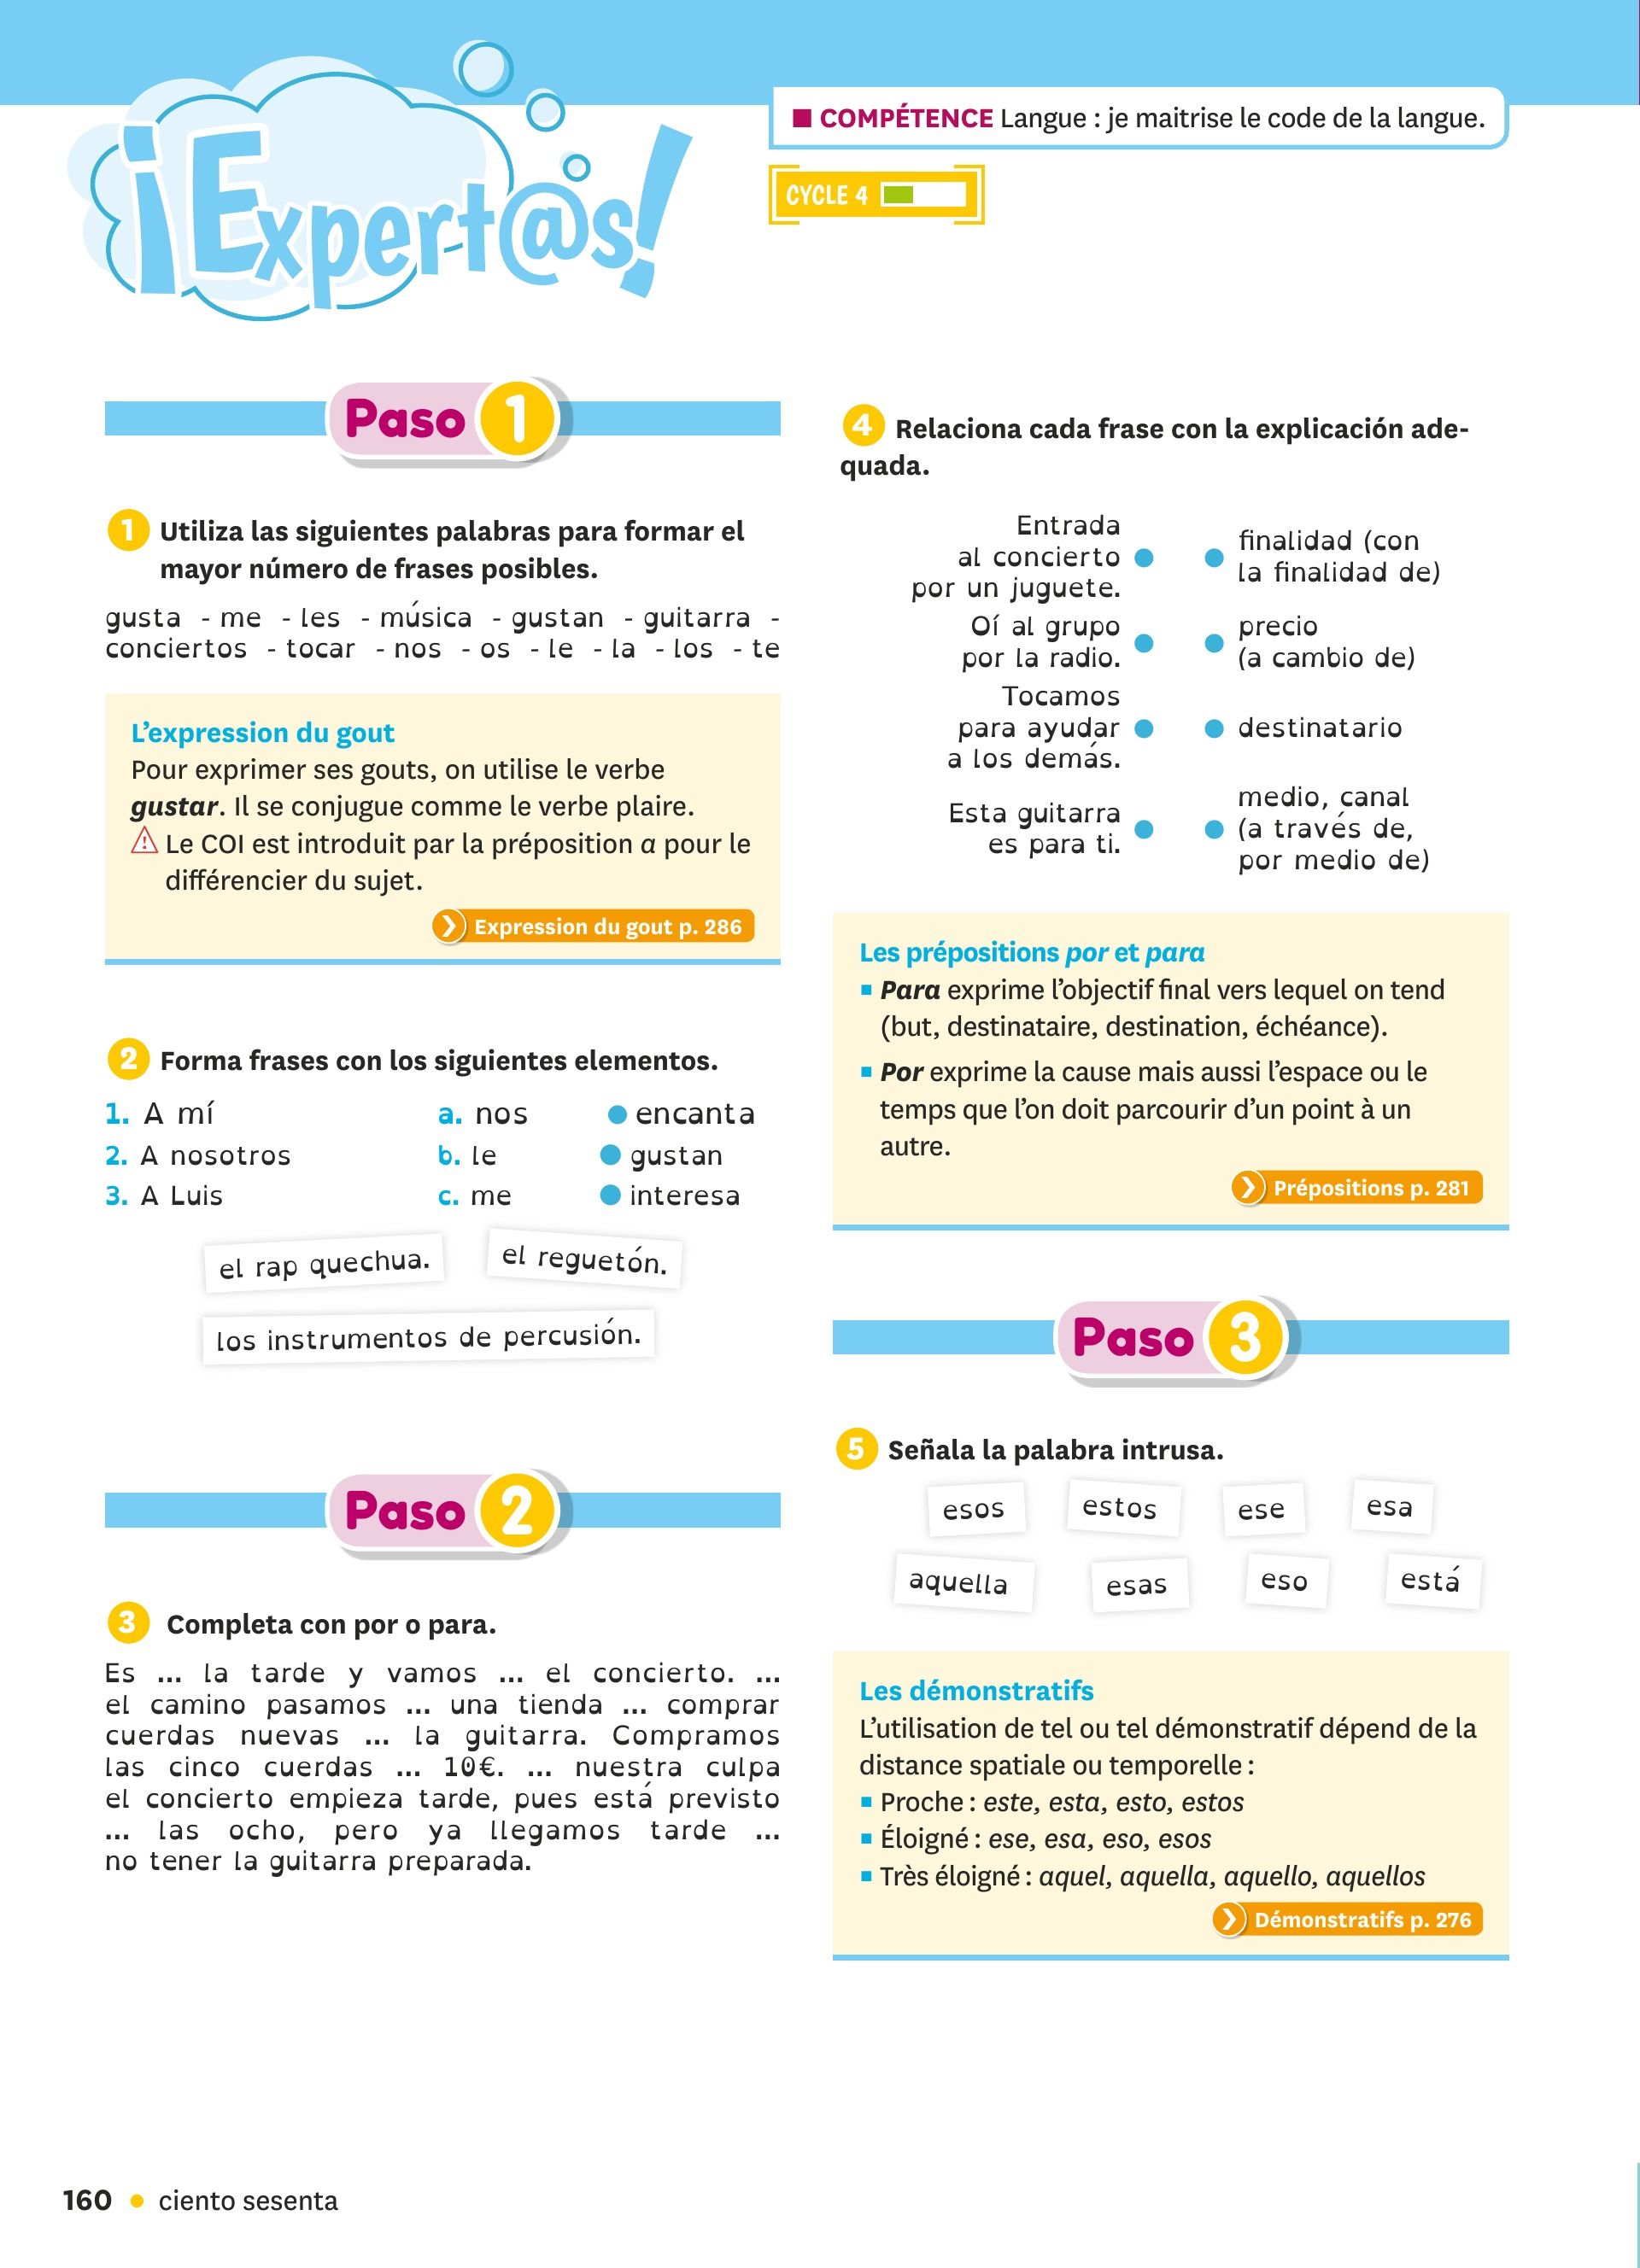 ¡Expert@s!
■ COMPÉTENCE Langue : je maitrise le code de la langue.
CYCLE 4
Paso 1
1 Utiliza las siguientes palabras para formar el
mayor número de frases posibles.
gusta - me - les - música - gustan - guitarra -
conciertos - tocar - nos - os - le - la - los - te
L'expression du gout
Pour exprimer ses gouts, on utilise le verbe
gustar. Il se conjugue comme le verbe plaire.
Le COI est introduit par la préposition a pour le
différencier du sujet.
Expression du gout p. 286
2 Forma frases con los siguientes elementos.
1. A mí a. nos ● encanta
2. A nosotros b. le ● gustan
3. A Luis c. me ● interesa
el rap quechua. el reguetón.
los instrumentos de percusión.
Paso 2
3 Completa con por o para.
Es ... la tarde y vamos ... el concierto. ...
el camino pasamos ... una tienda ... comprar
cuerdas nuevas ... la guitarra. Compramos
las cinco cuerdas ... 10€. ... nuestra culpa
el concierto empieza tarde, pues está previsto
... las ocho, pero ya llegamos tarde ...
no tener la guitarra preparada.
4 Relaciona cada frase con la explicación ade-
quada.
Entrada
al concierto
por un juguete.
finalidad (con
la finalidad de)
Oí al grupo
por la radio.
precio
(a cambio de)
Tocamos
para ayudar
a los demás.
destinatario
Esta guitarra
es para ti.
medio, canal
(a través de,
por medio de)
Les prépositions por et para
▪ Para exprime l'objectif final vers lequel on tend
(but, destinataire, destination, échéance).
▪ Por exprime la cause mais aussi l'espace ou le
temps que l'on doit parcourir d'un point à un
autre.
Prépositions p. 281
Paso 3
5 Señala la palabra intrusa.
esos estos ese esa
aquella esas eso está
Les démonstratifs
L'utilisation de tel ou tel démonstratif dépend de la
distance spatiale ou temporelle :
▪ Proche : este, esta, esto, estos
▪ Éloigné : ese, esa, eso, esos
▪ Très éloigné : aquel, aquella, aquello, aquellos
Démonstratifs p. 276
160 ● ciento sesenta